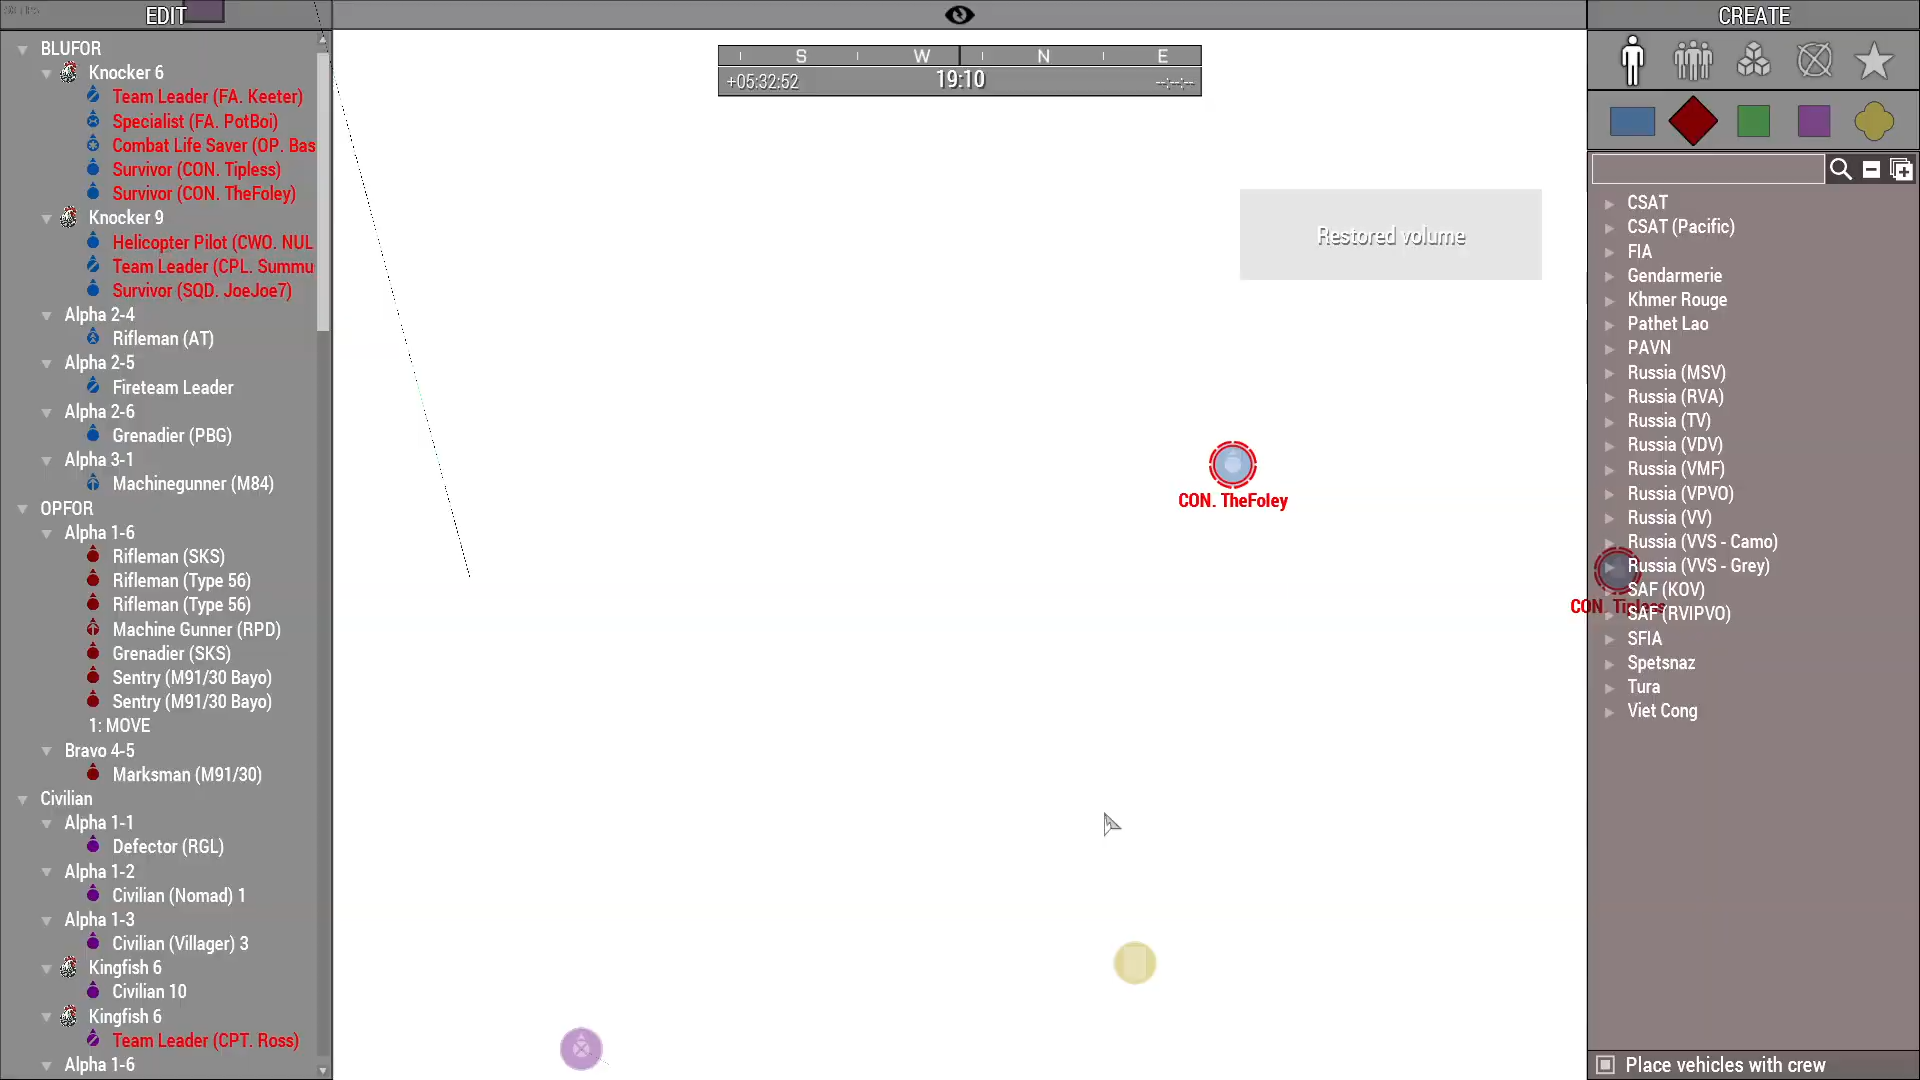 EDIT
BLUFOR
Knocker 6
Team Leader (FA. Keeter)
Specialist (FA. PotBoi)
Combat Life Saver (OP. Bas
Survivor (CON. Tipless)
Survivor (CON. TheFoley)
Knocker 9
Helicopter Pilot (CWO. NUL
Team Leader (CPL. Summu
Survivor (SQD. JoeJoe7)
Alpha 2-4
Rifleman (AT)
Alpha 2-5
Fireteam Leader
Alpha 2-6
Grenadier (PBG)
Alpha 3-1
Machinegunner (M84)
OPFOR
Alpha 1-6
Rifleman (SKS)
Rifleman (Type 56)
Rifleman (Type 56)
Machine Gunner (RPD)
Grenadier (SKS)
Sentry (M91/30 Bayo)
Sentry (M91/30 Bayo)
1: MOVE
Bravo 4-5
Marksman (M91/30)
Civilian
Alpha 1-1
Defector (RGL)
Alpha 1-2
Civilian (Nomad) 1
Alpha 1-3
Civilian (Villager) 3
Kingfish 6
Civilian 10
Kingfish 6
Team Leader (CPT. Ross)
Alpha 1-6
S W N E
+05:32:52 19:10 --:--:--
Restored volume
CON. TheFoley
CON. Tipless
CREATE
CSAT
CSAT (Pacific)
FIA
Gendarmerie
Khmer Rouge
Pathet Lao
PAVN
Russia (MSV)
Russia (RVA)
Russia (TV)
Russia (VDV)
Russia (VMF)
Russia (VPVO)
Russia (VV)
Russia (VVS - Camo)
Russia (VVS - Grey)
SAF (KOV)
SAF (RVIPVO)
SFIA
Spetsnaz
Tura
Viet Cong
Place vehicles with crew